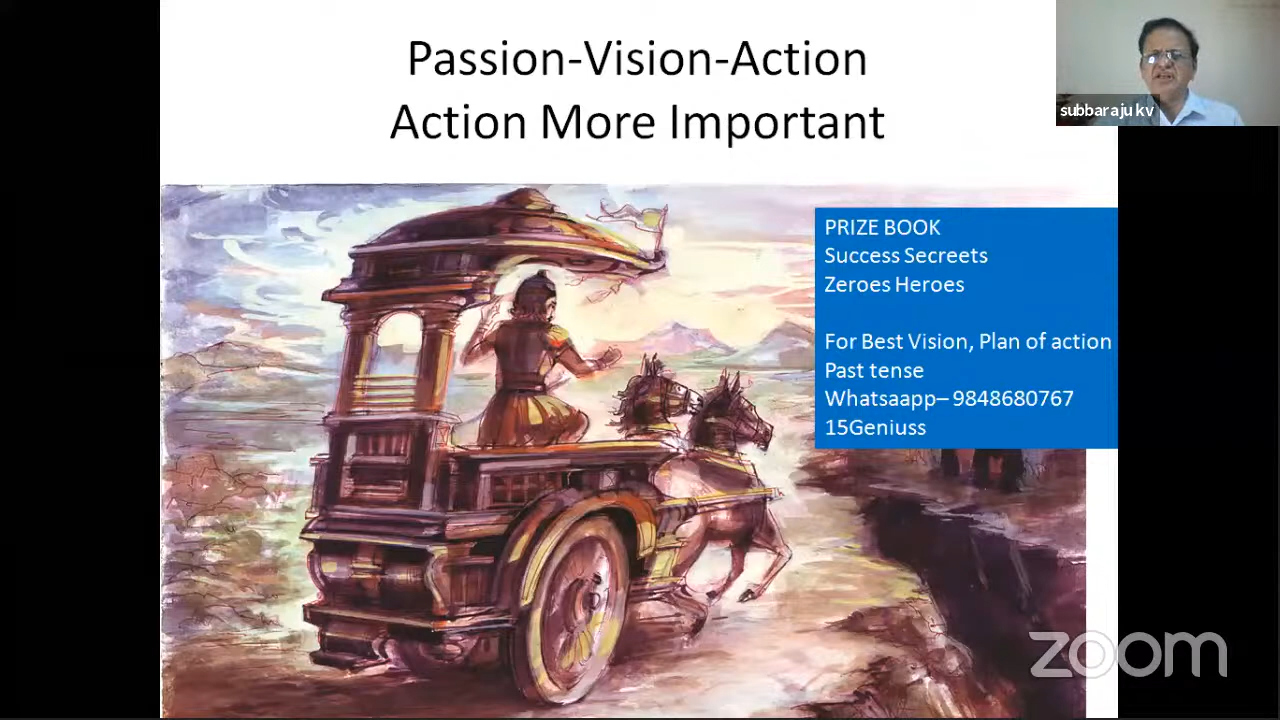 Passion-Vision-Action
Action More Important
subbaraju kv
PRIZE BOOK
Success Secreets
Zeroes Heroes
For Best Vision, Plan of action
Past tense
Whatsaapp– 9848680767
15Geniuss
zoom